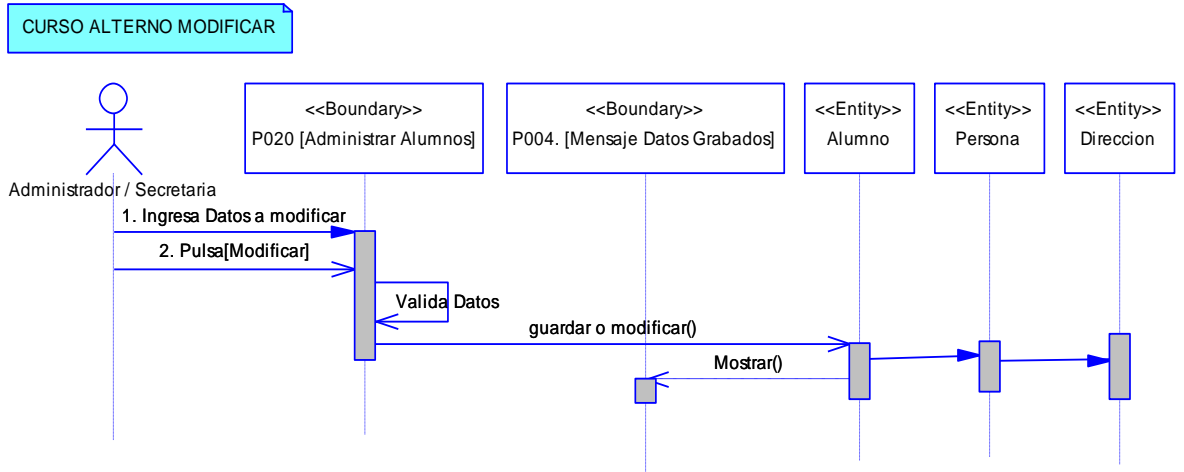 CURSO ALTERNO MODIFICAR
<<Boundary>>
P020 [Administrar Alumnos]
<<Boundary>>
P004. [Mensaje Datos Grabados]
<<Entity>>
Alumno
<<Entity>>
Persona
<<Entity>>
Direccion
Administrador / Secretaria
1. Ingresa Datos a modificar
2. Pulsa[Modificar]
Valida Datos
guardar o modificar()
Mostrar()